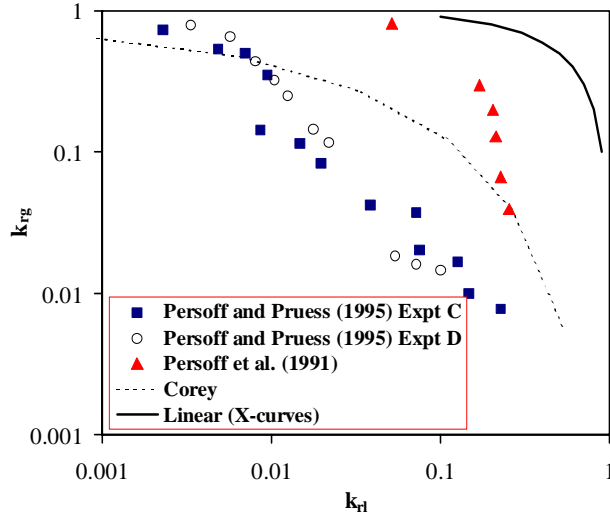 1
0.1
0.01
0.001
k_rg
Persoff and Pruess (1995) Expt C
Persoff and Pruess (1995) Expt D
Persoff et al. (1991)
Corey
Linear (X-curves)
0.001 0.01 0.1 1
k_rl